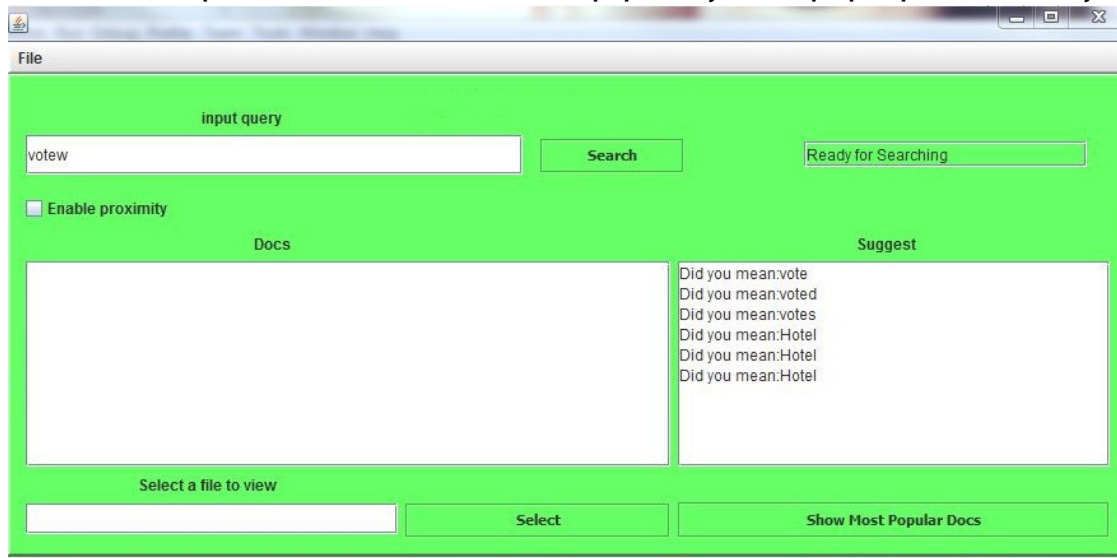 File
input query
votew
Search
Ready for Searching
Enable proximity
Docs
Suggest
Did you mean:vote
Did you mean:voted
Did you mean:votes
Did you mean:Hotel
Did you mean:Hotel
Did you mean:Hotel
Select a file to view
Select
Show Most Popular Docs